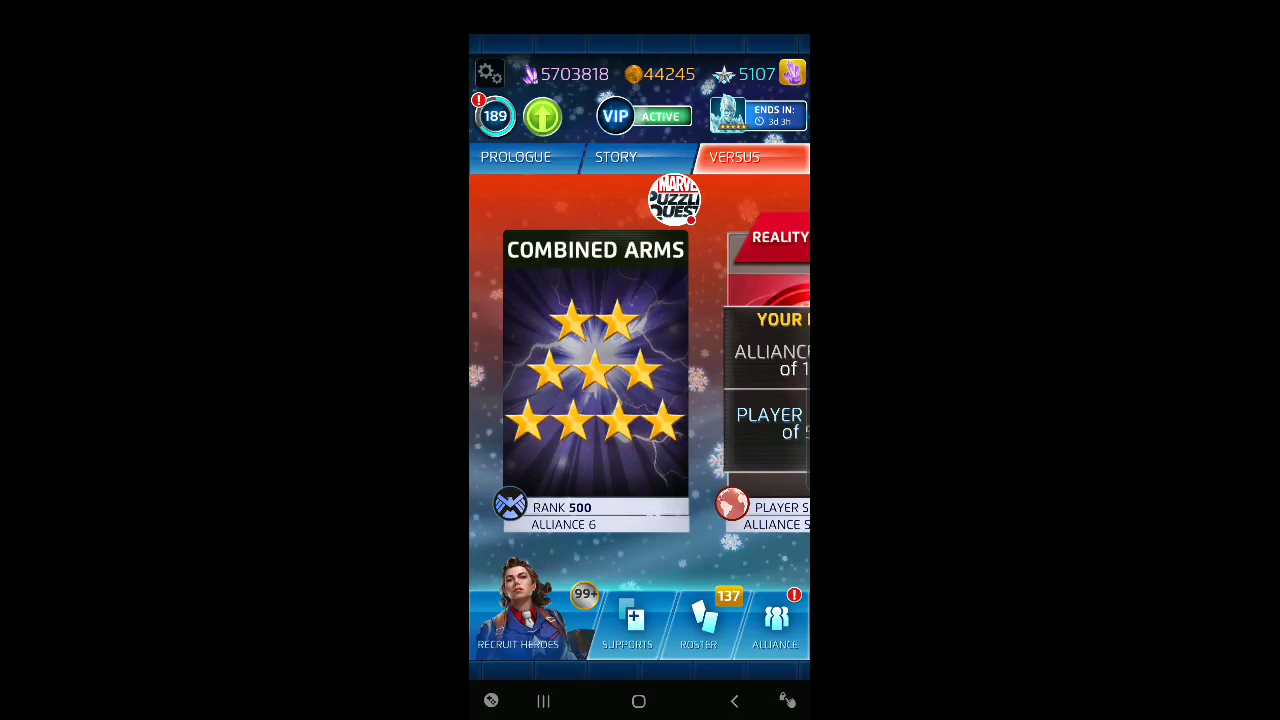 5703818 44245 5107
189 VIP ACTIVE ENDS IN:
3d 3h
PROLOGUE STORY VERSUS
MARVEL
PUZZLE
QUEST
COMBINED ARMS
REALITY
YOUR
ALLIANCE
of 1
PLAYER
of 5
RANK 500
ALLIANCE 6
PLAYER S
ALLIANCE S
99+ 137
RECRUIT HEROES SUPPORTS ROSTER ALLIANCE